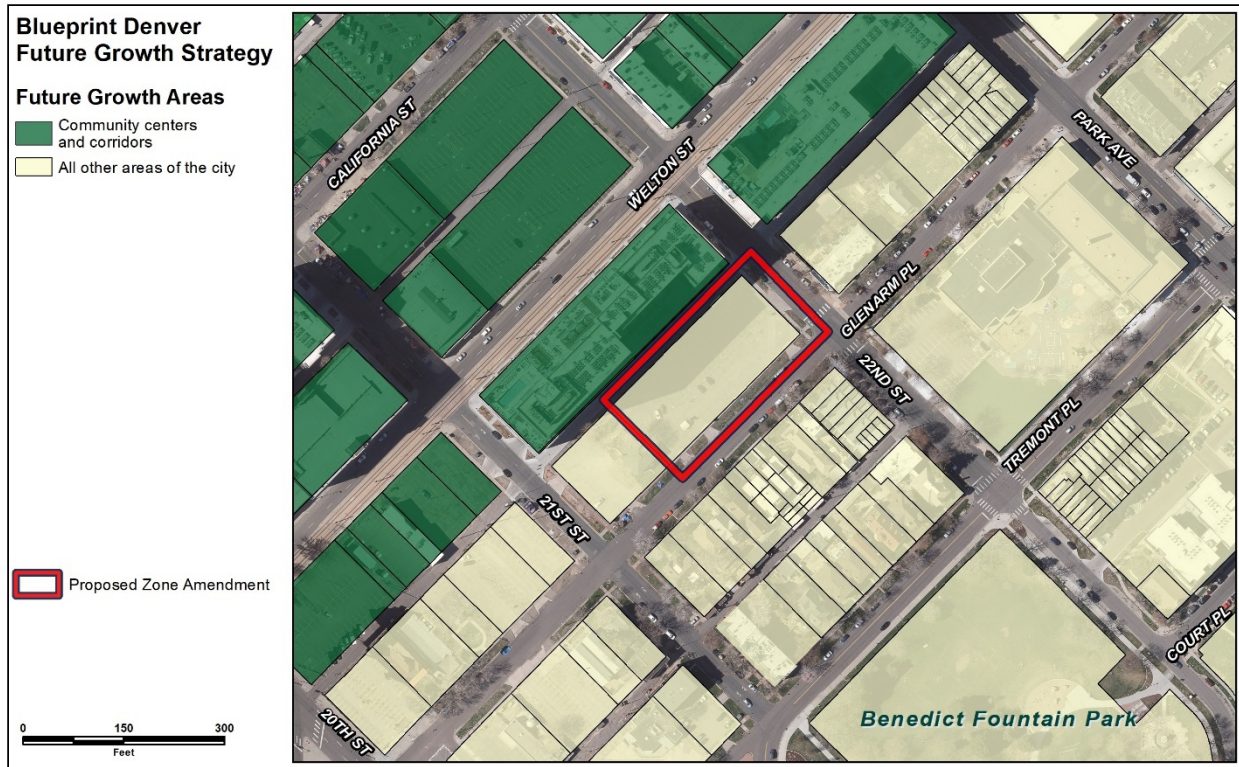 Blueprint Denver
Future Growth Strategy
Future Growth Areas
Community centers
and corridors
All other areas of the city
Proposed Zone Amendment
0 150 300
Feet
CALIFORNIA ST
WELTON ST
PARK AVE
GLENARM PL
22ND ST
TREMONT PL
21ST ST
COURT PL
20TH ST
Benedict Fountain Park